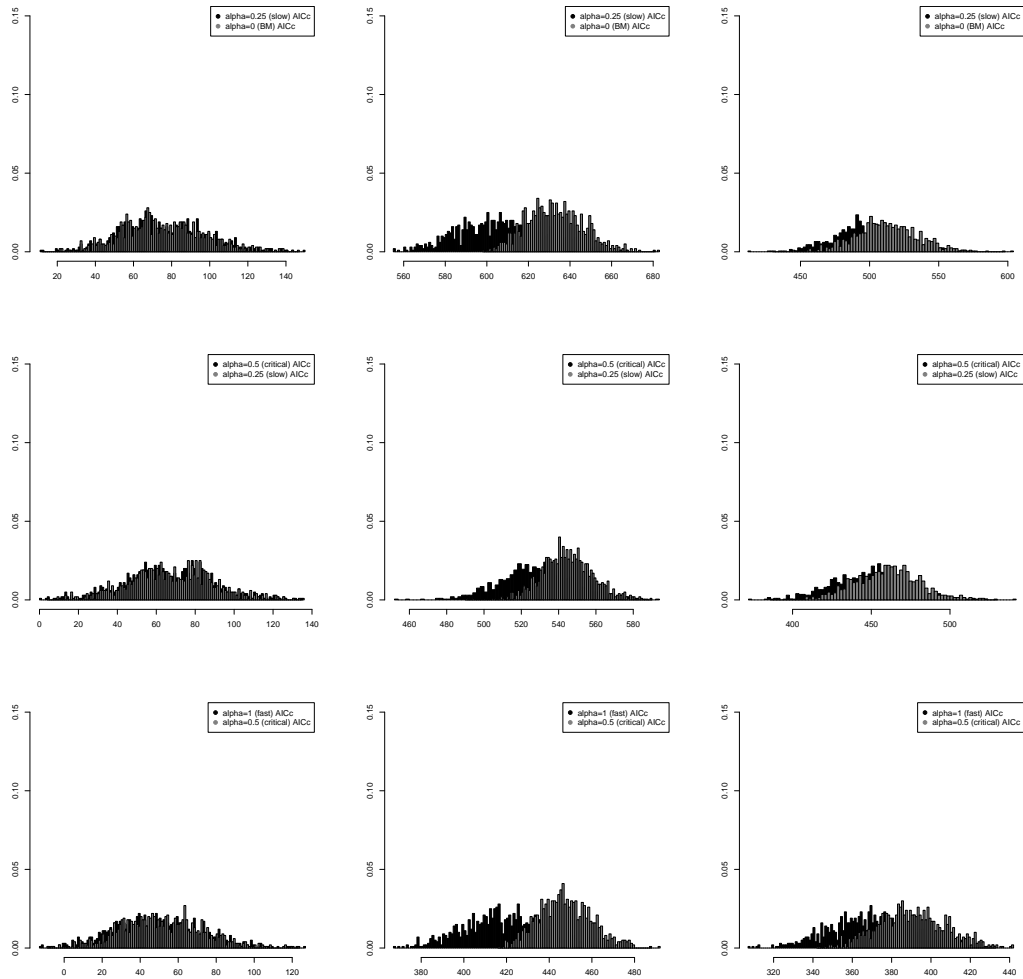 alpha=0.25 (slow) AICc
alpha=0 (BM) AICc
0.15
0.10
0.05
0.00
20 40 60 80 100 120 140
alpha=0.25 (slow) AICc
alpha=0 (BM) AICc
0.15
0.10
0.05
0.00
560 580 600 620 640 660 680
alpha=0.25 (slow) AICc
alpha=0 (BM) AICc
0.15
0.10
0.05
0.00
450 500 550 600
alpha=0.5 (critical) AICc
alpha=0.25 (slow) AICc
0.15
0.10
0.05
0.00
0 20 40 60 80 100 120 140
alpha=0.5 (critical) AICc
alpha=0.25 (slow) AICc
0.15
0.10
0.05
0.00
460 480 500 520 540 560 580
alpha=0.5 (critical) AICc
alpha=0.25 (slow) AICc
0.15
0.10
0.05
0.00
400 450 500
alpha=1 (fast) AICc
alpha=0.5 (critical) AICc
0.15
0.10
0.05
0.00
0 20 40 60 80 100 120
alpha=1 (fast) AICc
alpha=0.5 (critical) AICc
0.15
0.10
0.05
0.00
380 400 420 440 460 480
alpha=1 (fast) AICc
alpha=0.5 (critical) AICc
0.15
0.10
0.05
0.00
320 340 360 380 400 420 440